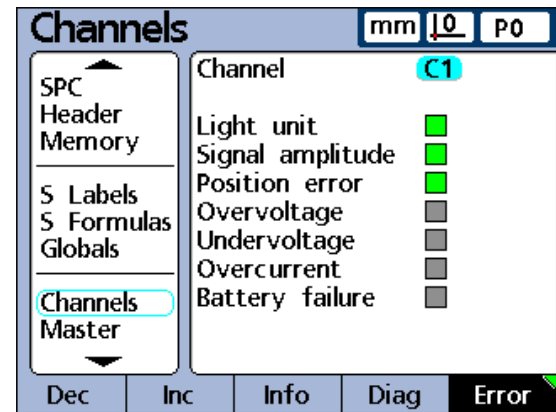 Channels mm 0 P0
SPC
Header
Memory
S Labels
S Formulas
Globals
Channels
Master
Channel C1
Light unit
Signal amplitude
Position error
Overvoltage
Undervoltage
Overcurrent
Battery failure
Dec Inc Info Diag Error